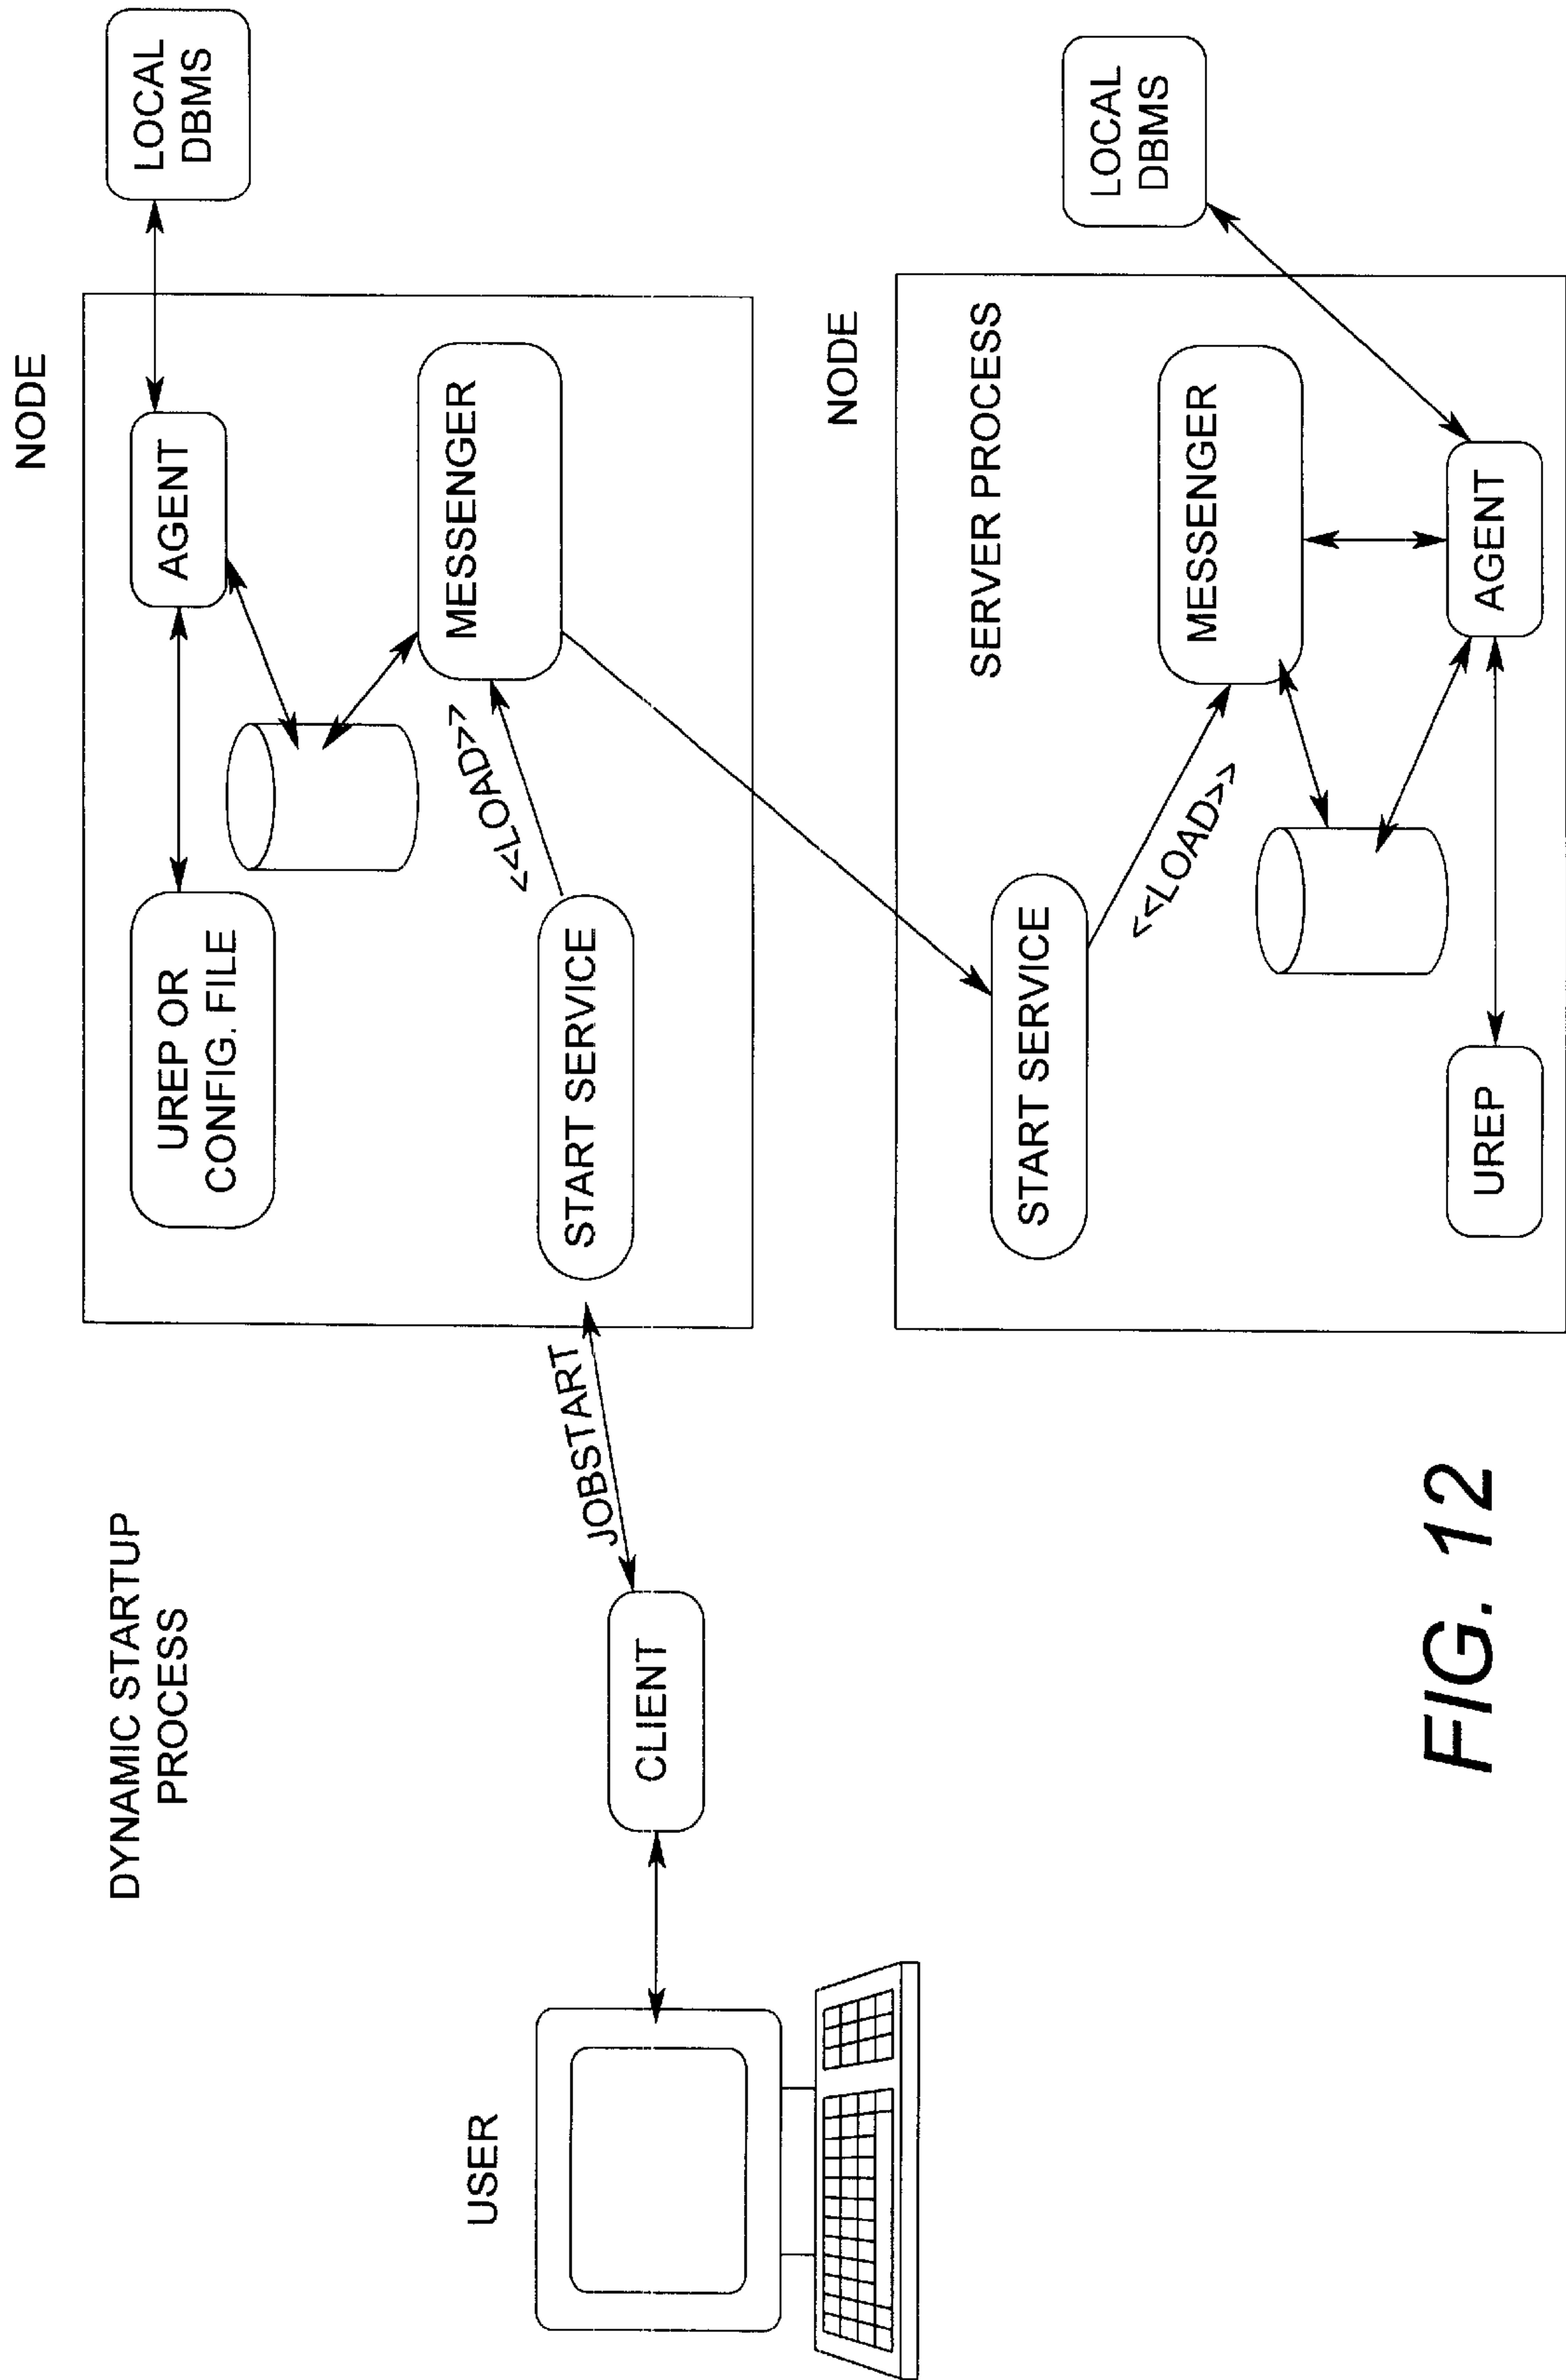 DYNAMIC STARTUP
PROCESS
USER
CLIENT
JOBSTART
NODE
UREP OR
CONFIG. FILE
AGENT
LOCAL
DBMS
START SERVICE
<<LOAD>>
MESSENGER
NODE
SERVER PROCESS
START SERVICE
<<LOAD>>
MESSENGER
LOCAL
DBMS
UREP
AGENT
FIG. 12